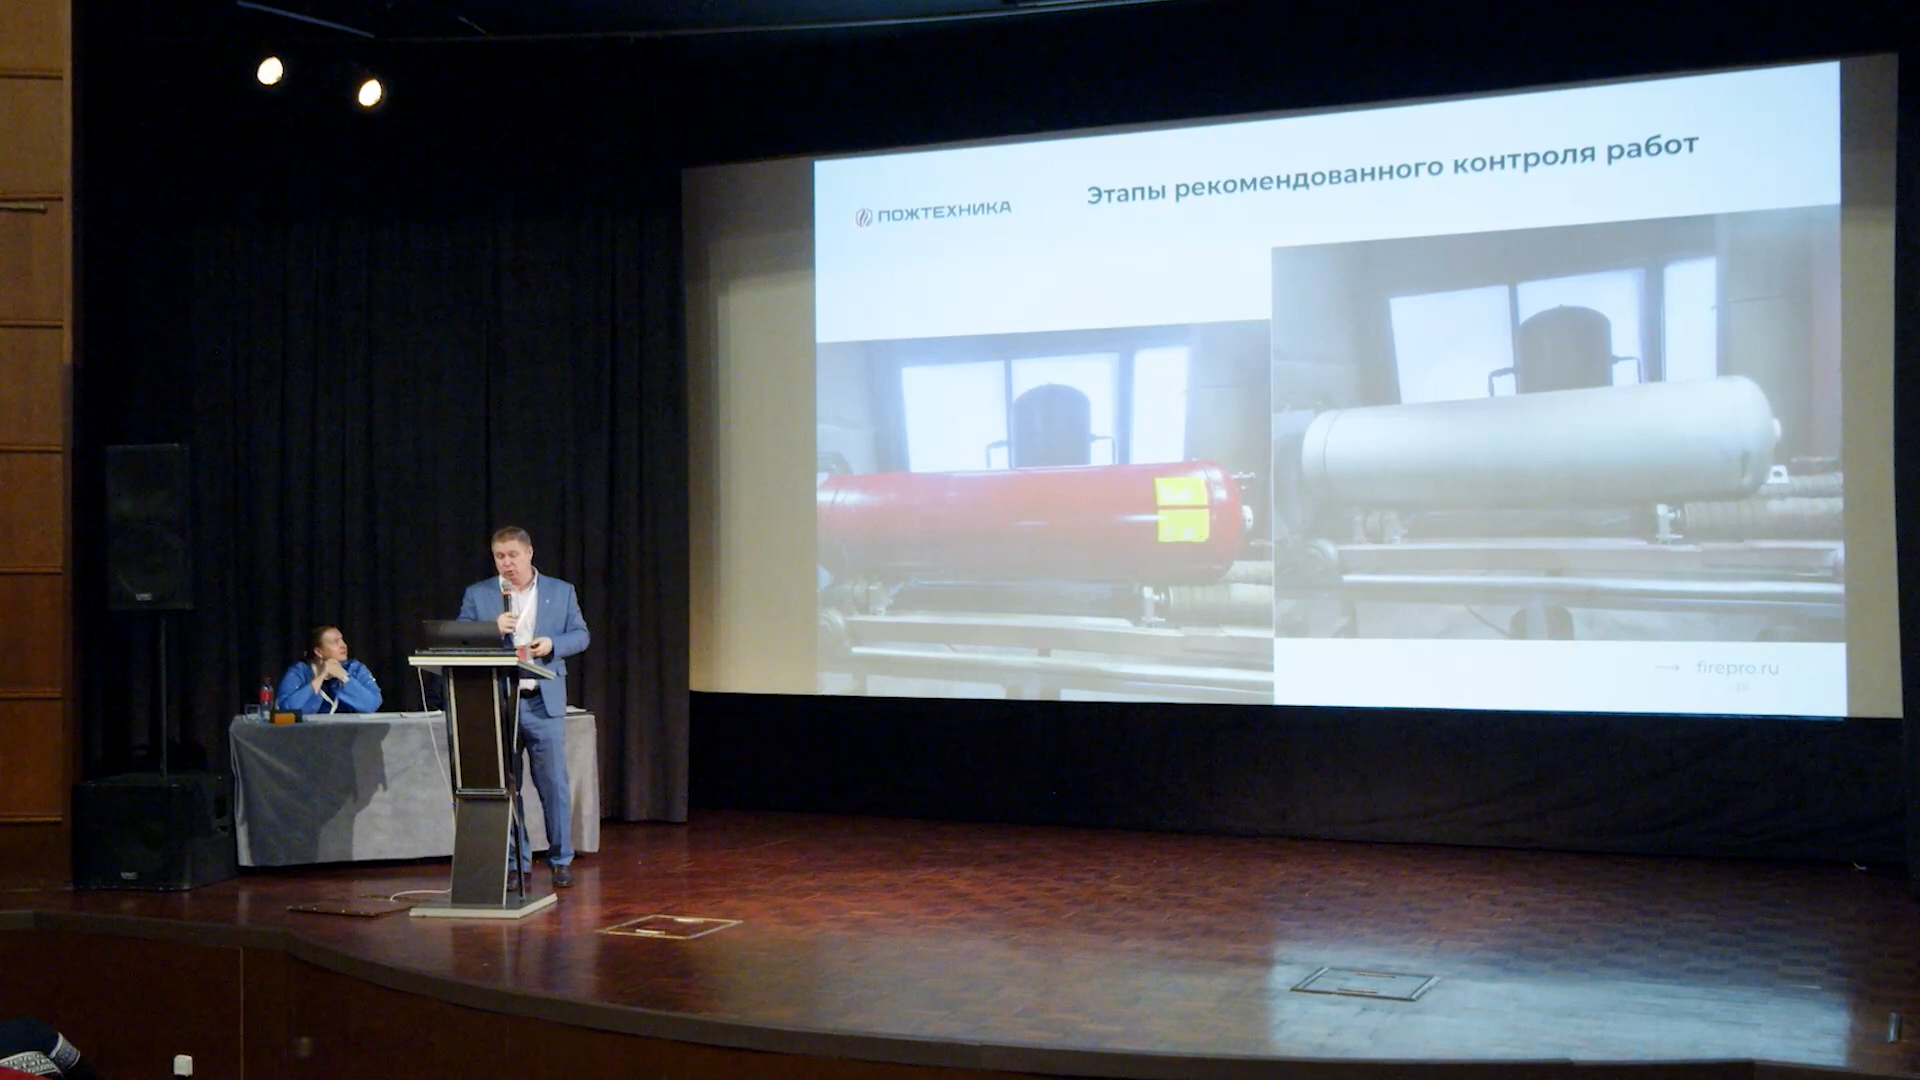 Этапы рекомендованного контроля работ
ПОЖТЕХНИКА
→ firepro.ru